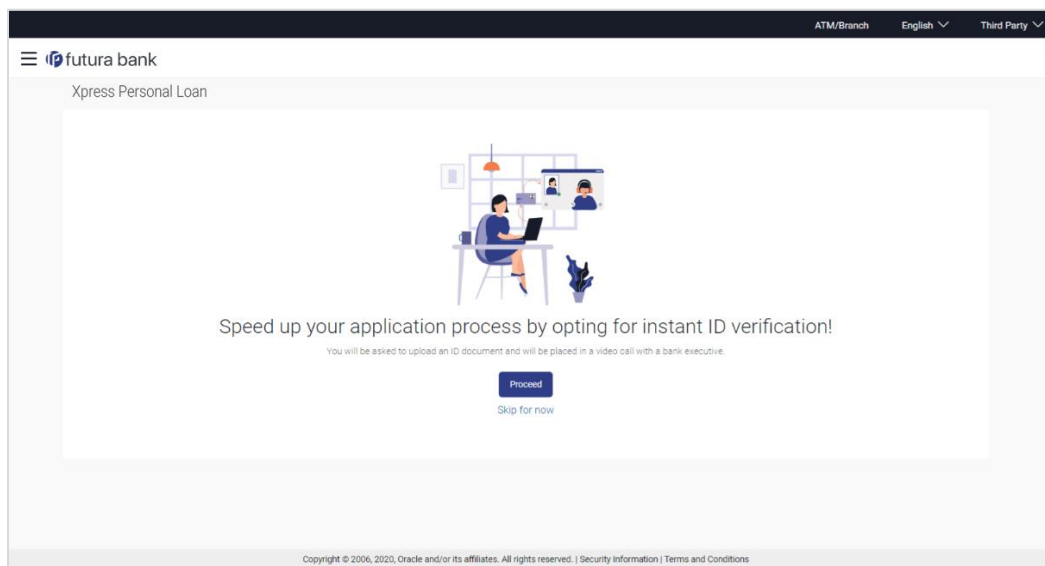 ATM/Branch English Third Party
futura bank
Xpress Personal Loan
Speed up your application process by opting for instant ID verification!
You will be asked to upload an ID document and will be placed in a video call with a bank executive.
Proceed
Skip for now
Copyright © 2006, 2020, Oracle and/or its affiliates. All rights reserved. | Security Information | Terms and Conditions